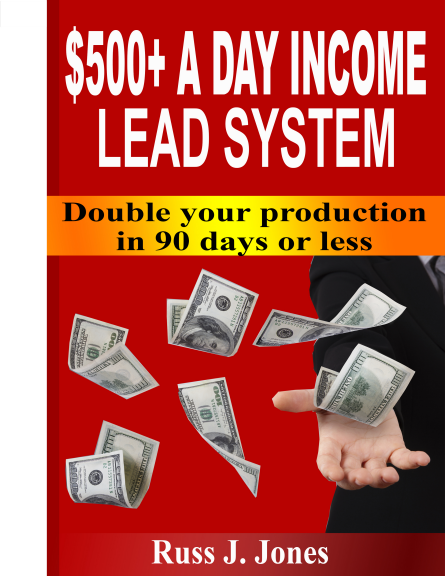 $500+ A DAY INCOME
LEAD SYSTEM
Double your production
in 90 days or less
Russ J. Jones